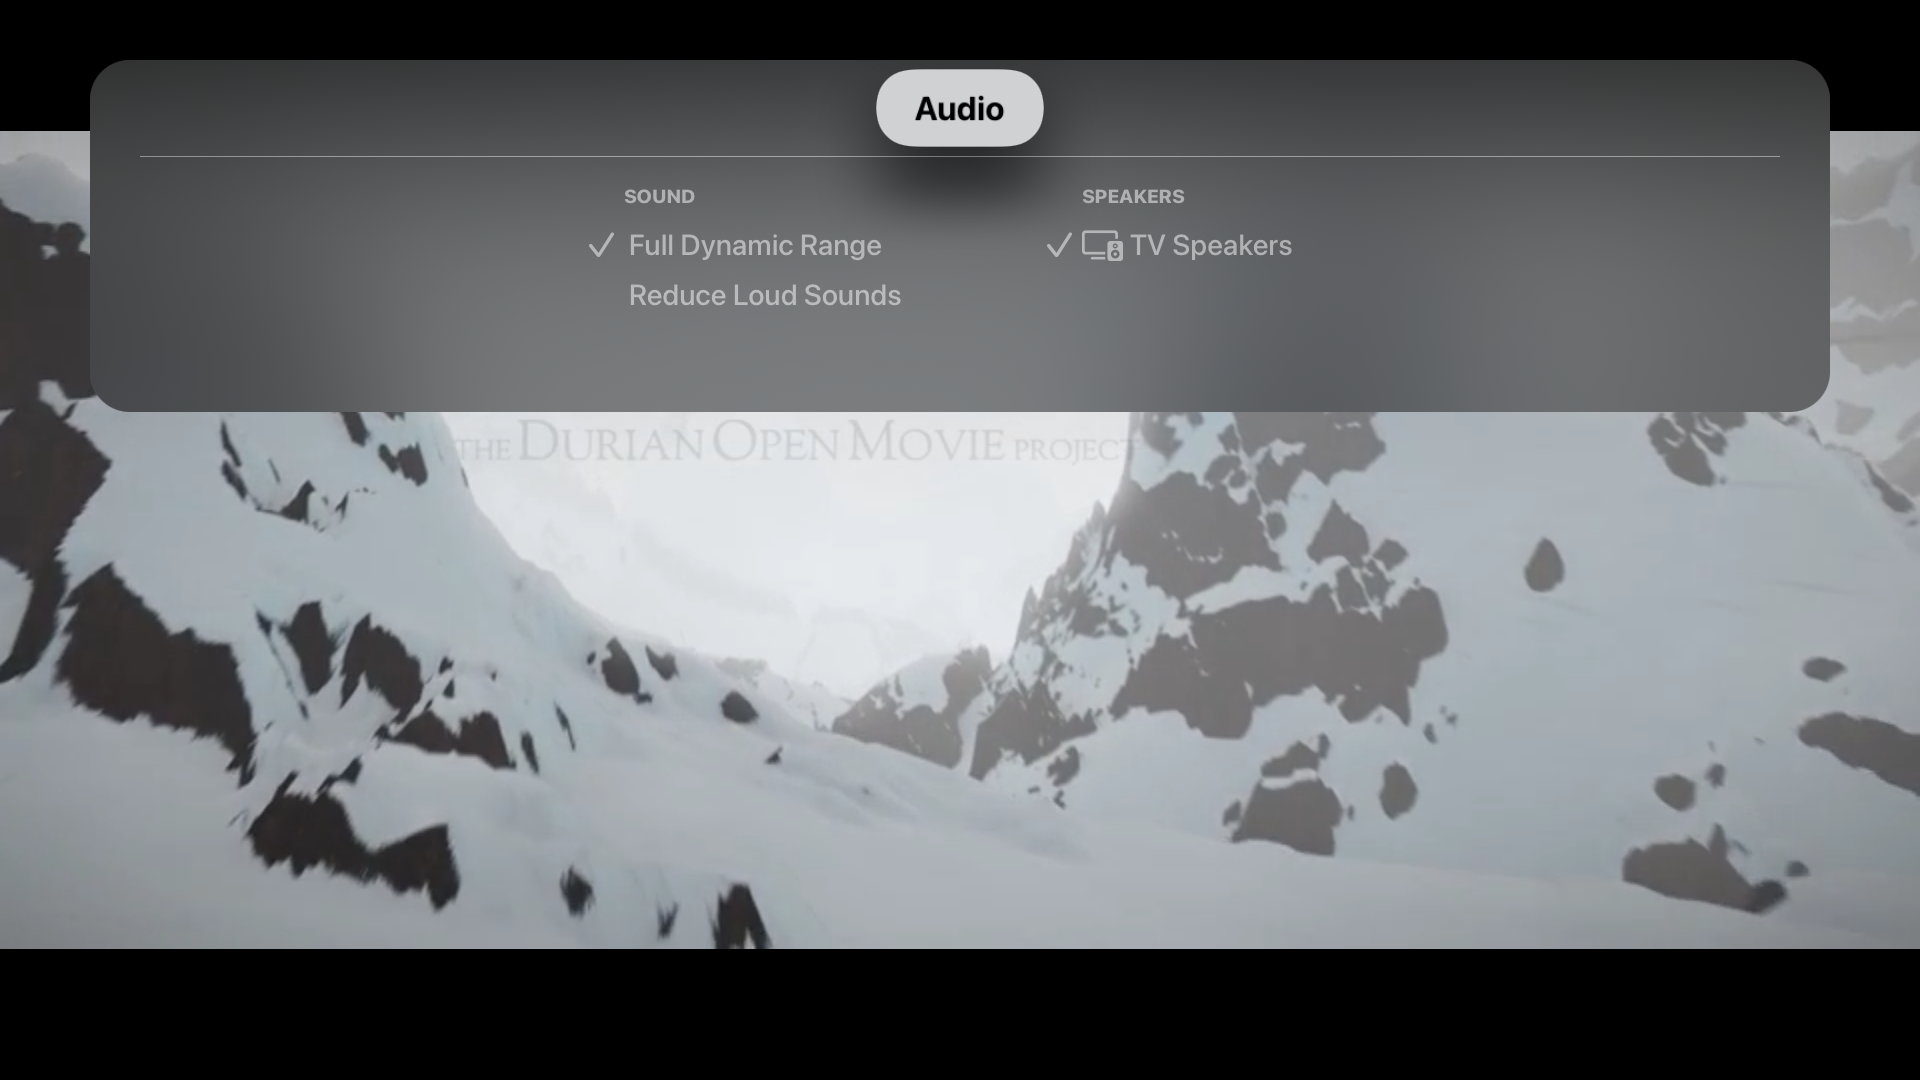 Audio
SOUND
Full Dynamic Range
Reduce Loud Sounds
SPEAKERS
TV Speakers
THE DURIAN OPEN MOVIE PROJECT